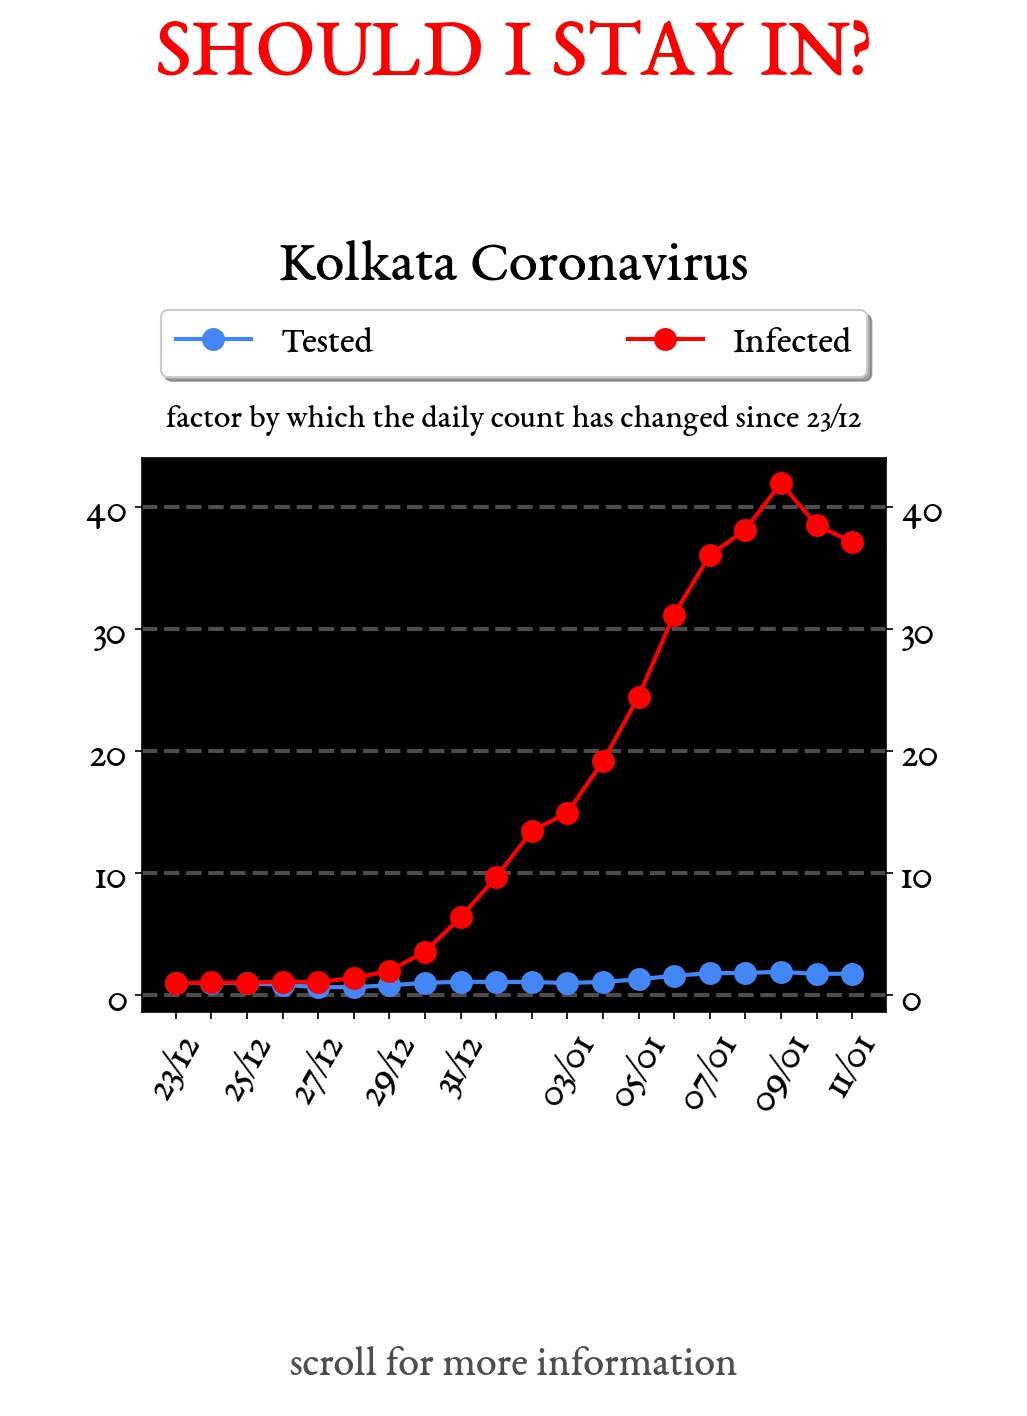 SHOULD I STAY IN?
Kolkata Coronavirus
Tested Infected
factor by which the daily count has changed since 23/12
40 40
30 30
20 20
10 10
0 0
23/12 25/12 27/12 29/12 31/12 03/01 05/01 07/01 09/01 11/01
scroll for more information